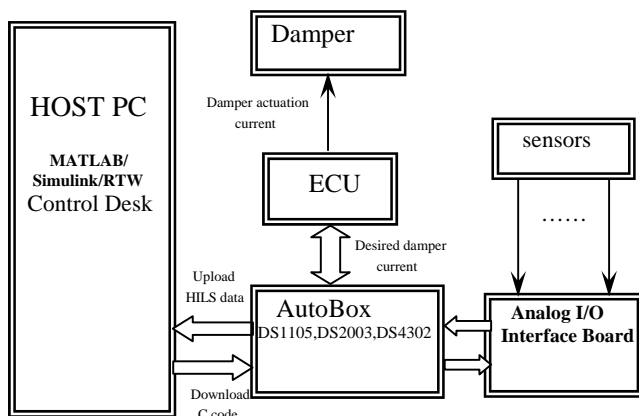 Damper
HOST PC
MATLAB/
Simulink/RTW
Control Desk
Damper actuation
current
sensors
ECU
......
Desired damper
current
Upload
HILS data
AutoBox
DS1105,DS2003,DS4302
Analog I/O
Interface Board
Download
C code